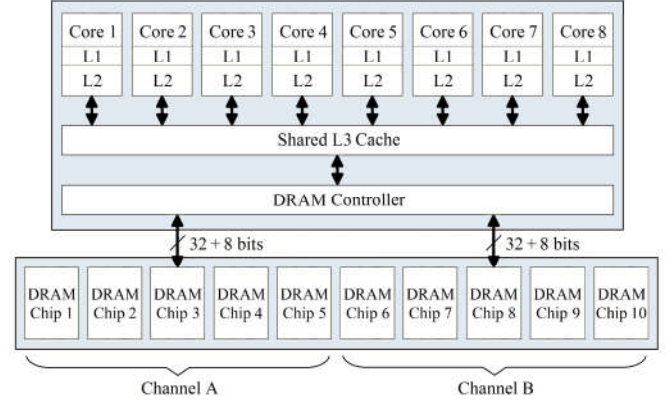 Core 1 Core 2 Core 3 Core 4 Core 5 Core 6 Core 7 Core 8
L1 L1 L1 L1 L1 L1 L1 L1
L2 L2 L2 L2 L2 L2 L2 L2
Shared L3 Cache
DRAM Controller
32 + 8 bits 32 + 8 bits
DRAM DRAM DRAM DRAM DRAM DRAM DRAM DRAM DRAM DRAM
Chip 1 Chip 2 Chip 3 Chip 4 Chip 5 Chip 6 Chip 7 Chip 8 Chip 9 Chip 10
Channel A Channel B